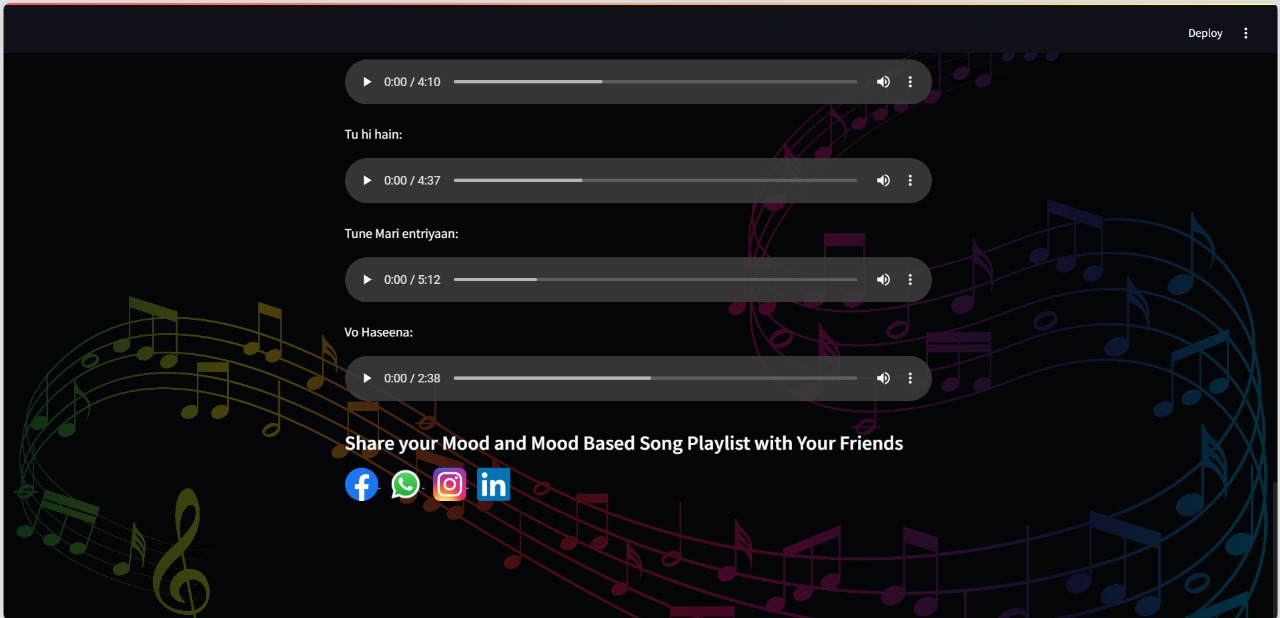 Deploy
0:00 / 4:10
Tu hi hain:
0:00 / 4:37
Tune Mari entriyaan:
0:00 / 5:12
Vo Haseena:
0:00 / 2:38
Share your Mood and Mood Based Song Playlist with Your Friends
in